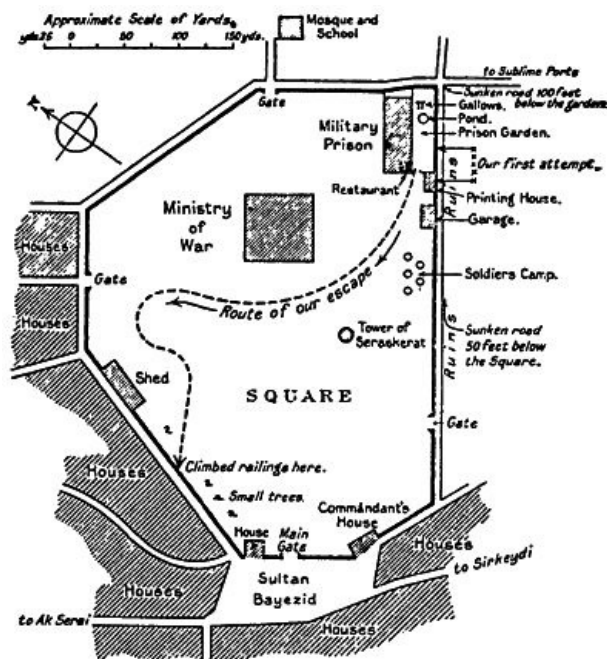 Approximate Scale of Yards.
yds. 25 0 50 100 150 yds.
Mosque and
School
to Sublime Porte
Gate
Sunken road 100 feet
below the gardens
Gallows.
Pond.
Prison Garden.
Military
Prison
Our first attempt.
Restaurant
Printing House.
Ruins
Garage.
Ministry
of
War
Houses
Gate
Soldiers Camp.
Route of our escape
Houses
Tower of
Seraskerat
Sunken road
50 feet below
the Square.
Ruins
Shed
SQUARE
Gate
Houses
Climbed railings here.
Small trees.
Commandant's
House
House
Main
Gate
Houses
Houses
to Sirkedji
Sultan
Bayezid
to Ak Serai
Houses